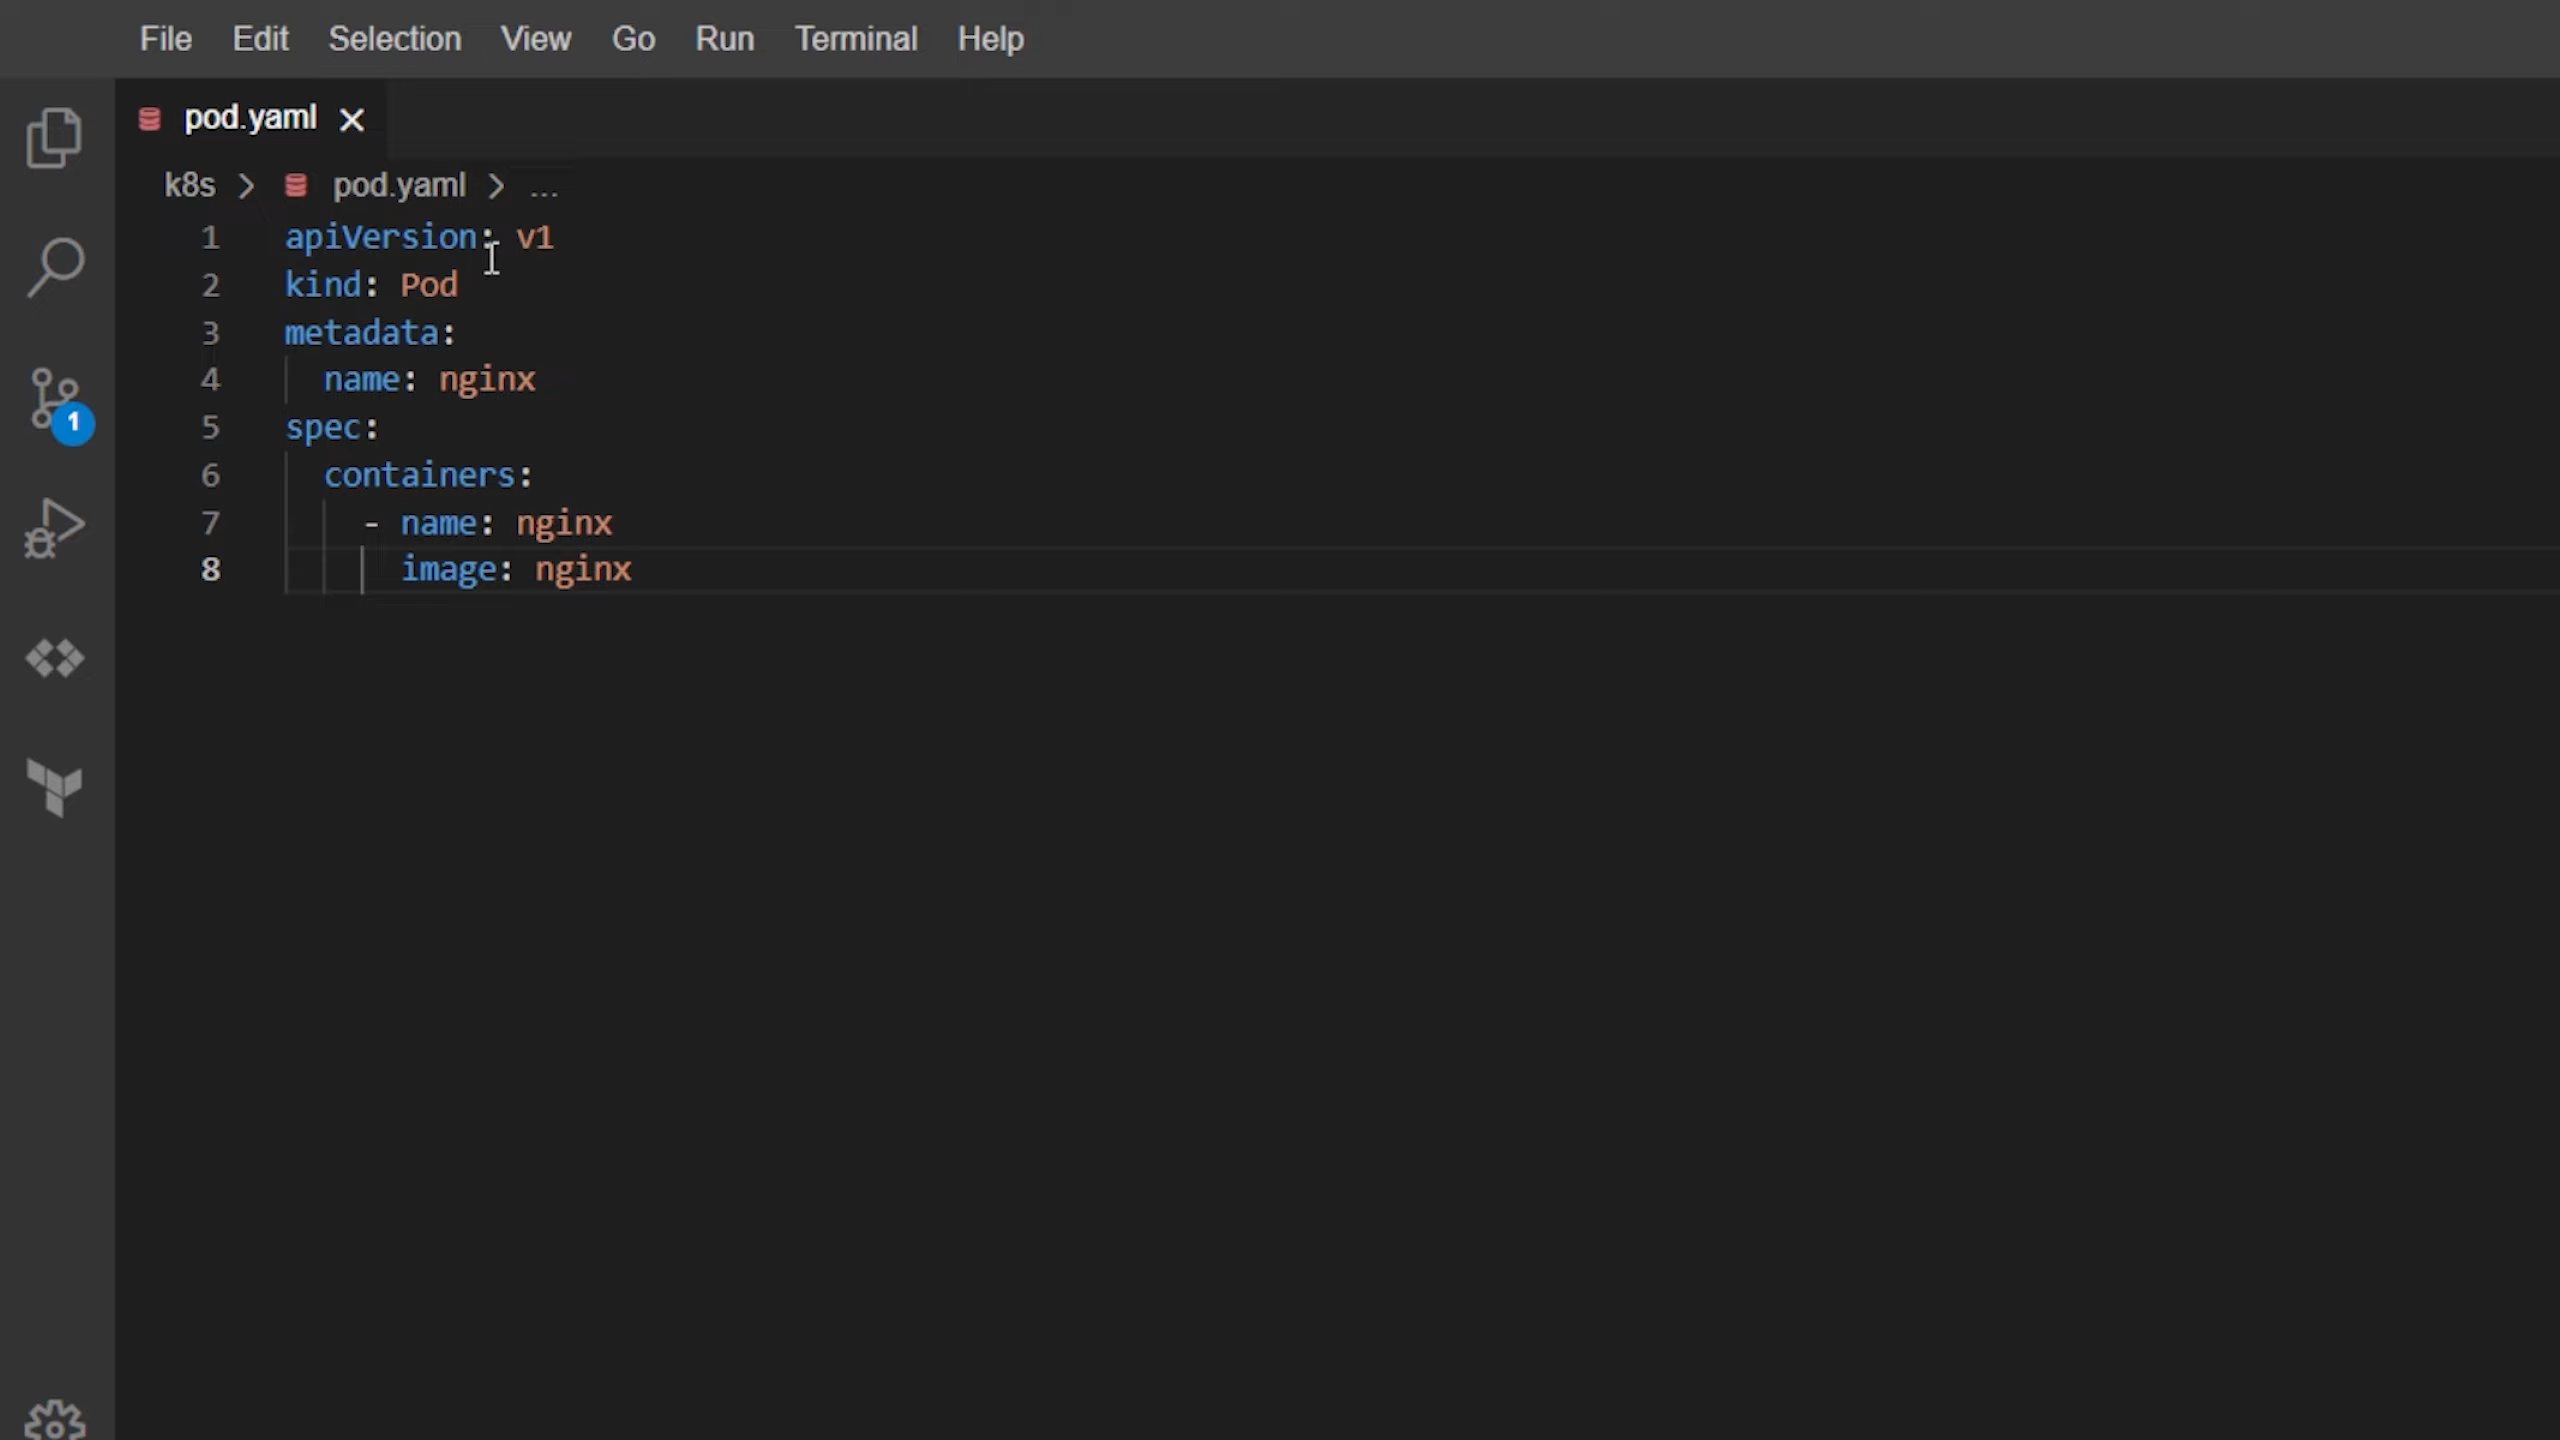 File Edit Selection View Go Run Terminal Help
pod.yaml
k8s > pod.yaml > ...
1 apiVersion: v1
2 kind: Pod
3 metadata:
4   name: nginx
5 spec:
6   containers:
7     - name: nginx
8       image: nginx
1